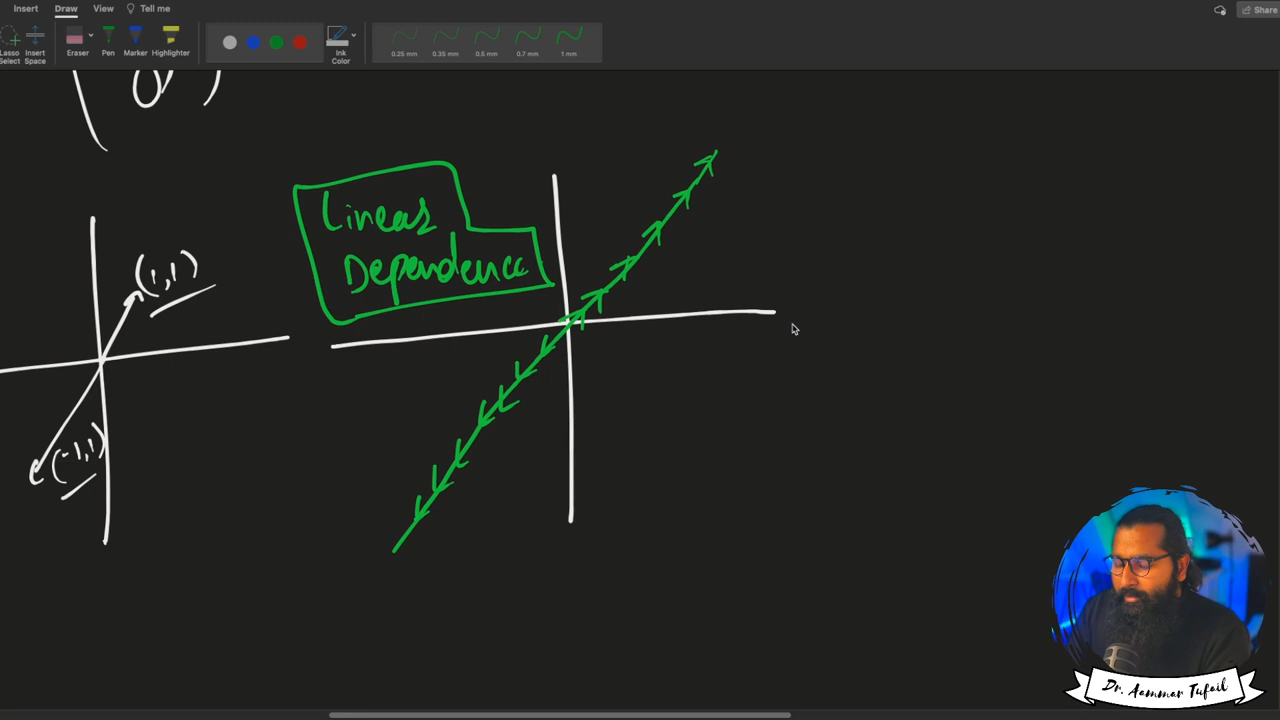 Insert Draw View Tell me
Share
Lasso Select
Insert Space
Eraser
Pen
Marker
Highlighter
Ink Color
0.25 mm
0.35 mm
0.5 mm
0.7 mm
1 mm
Linear
Dependence
(1,1)
(-1,1)
Dr. Aammar Tufail